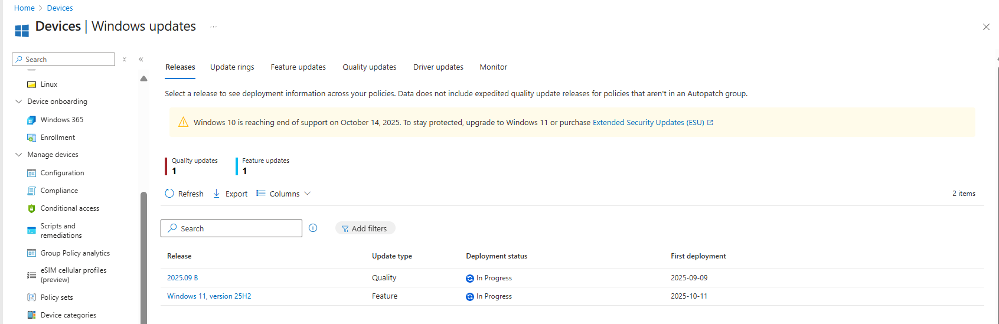 Home > Devices
Devices | Windows updates ...
Search
Linux
Device onboarding
Windows 365
Enrollment
Manage devices
Configuration
Compliance
Conditional access
Scripts and
remediations
Group Policy analytics
eSIM cellular profiles
(preview)
Policy sets
Device categories
Releases Update rings Feature updates Quality updates Driver updates Monitor
Select a release to see deployment information across your policies. Data does not include expedited quality update releases for policies that aren't in an Autopatch group.
Windows 10 is reaching end of support on October 14, 2025. To stay protected, upgrade to Windows 11 or purchase Extended Security Updates (ESU)
Quality updates Feature updates
1 1
Refresh Export Columns 2 items
Search Add filters
Release Update type Deployment status First deployment
2025.09 B Quality In Progress 2025-09-09
Windows 11, version 25H2 Feature In Progress 2025-10-11